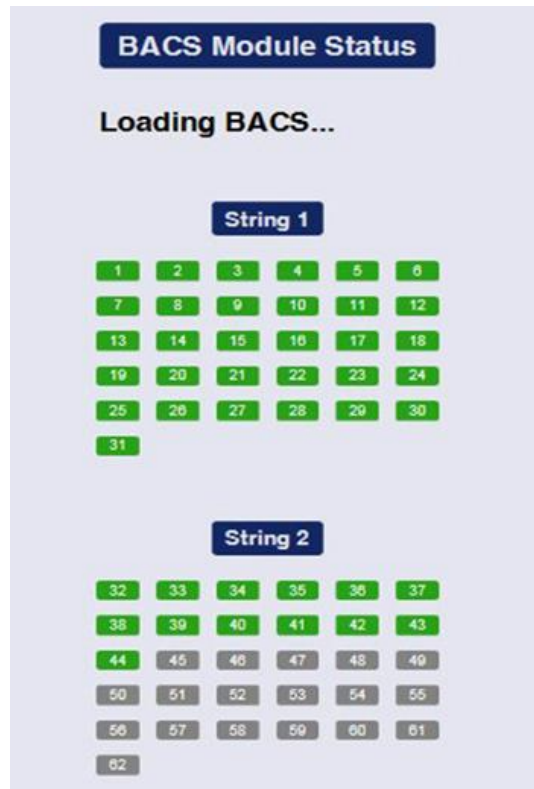 BACS Module Status
Loading BACS...
String 1
1 2 3 4 5 6
7 8 9 10 11 12
13 14 15 16 17 18
19 20 21 22 23 24
25 26 27 28 29 30
31
String 2
32 33 34 35 36 37
38 39 40 41 42 43
44 45 46 47 48 49
50 51 52 53 54 55
56 57 58 59 60 61
62